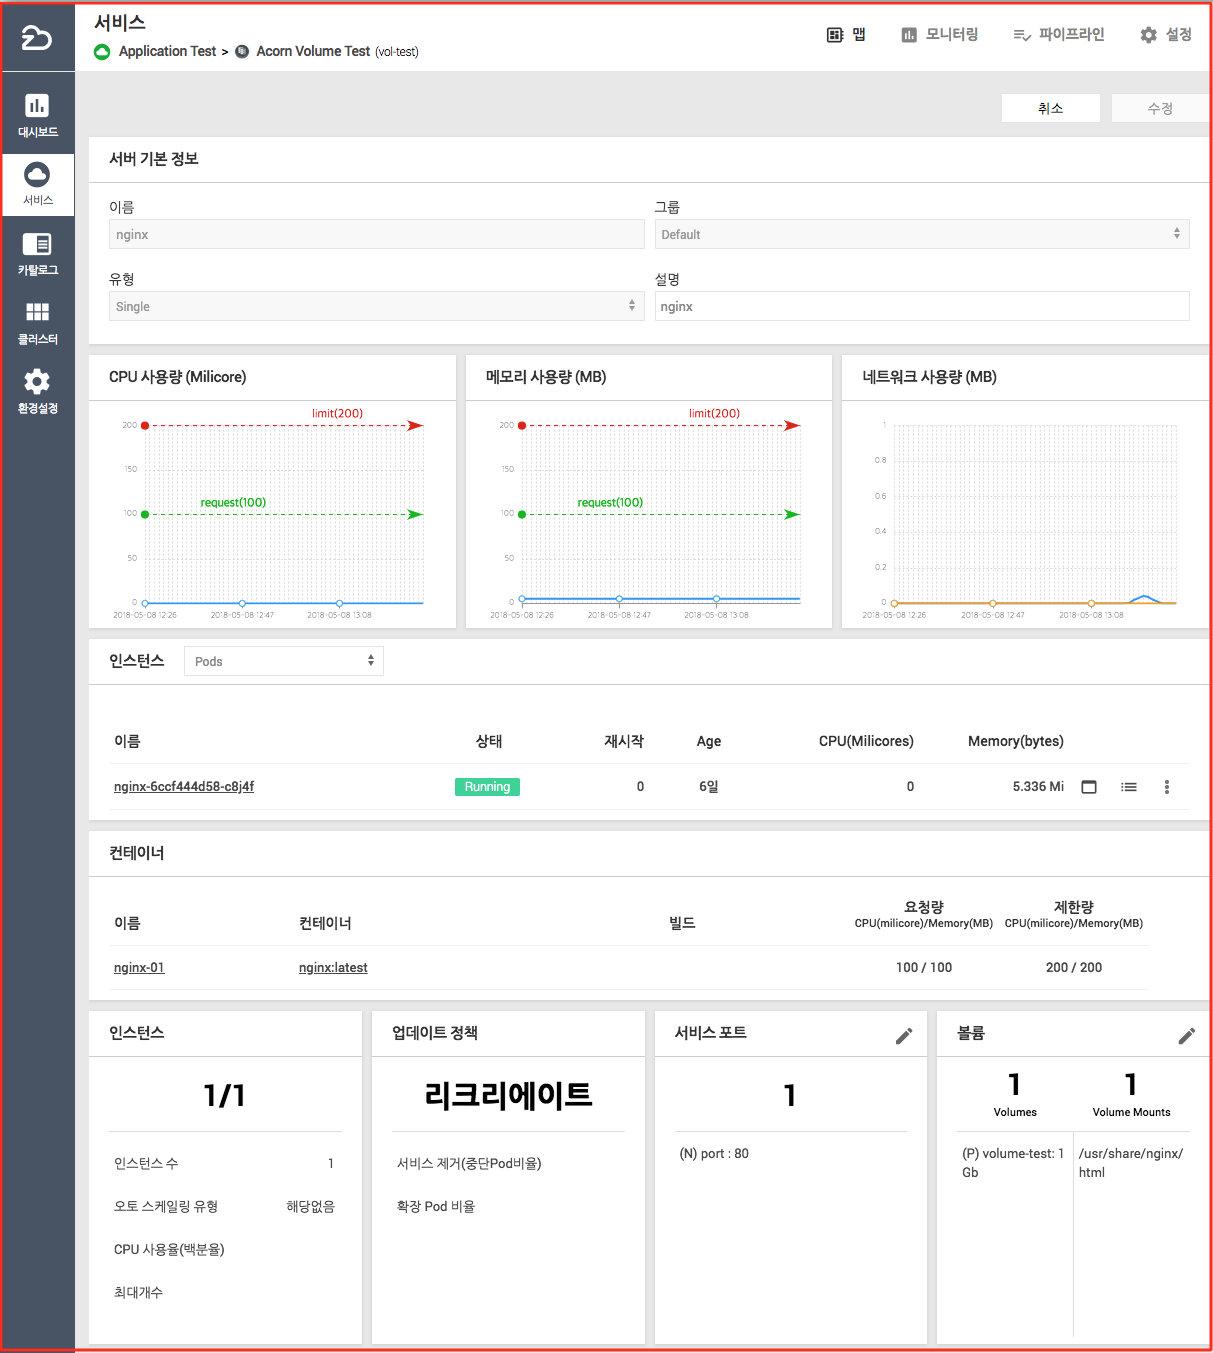 서비스
Application Test > Acorn Volume Test (vol-test)
맵
모니터링
파이프라인
설정
대시보드
서비스
카탈로그
클러스터
환경설정
취소
수정
서버 기본 정보
이름
그룹
nginx
Default
유형
설명
Single
nginx
CPU 사용량 (Milicore)
limit(200)
200
150
request(100)
100
50
0
2018-05-08 12:26
2018-05-08 12:47
2018-05-08 13:08
메모리 사용량 (MB)
limit(200)
200
150
request(100)
100
50
0
2018-05-08 12:26
2018-05-08 12:47
2018-05-08 13:08
네트워크 사용량 (MB)
1
0.8
0.6
0.4
0.2
0
2018-05-08 12:26
2018-05-08 12:47
2018-05-08 13:08
인스턴스
Pods
이름 상태 재시작 Age CPU(Milicores) Memory(bytes)
nginx-6ccf444d58-c8j4f Running 0 6일 0 5.336 Mi
컨테이너
이름 컨테이너 빌드 요청량 제한량
CPU(milicore)/Memory(MB) CPU(milicore)/Memory(MB)
nginx-01 nginx:latest 100 / 100 200 / 200
인스턴스
1/1
인스턴스 수 1
오토 스케일링 유형 해당없음
CPU 사용율(백분율)
최대개수
업데이트 정책
리크리에이트
서비스 제거(중단Pod비율)
확장 Pod 비율
서비스 포트
1
(N) port : 80
볼륨
1 1
Volumes Volume Mounts
(P) volume-test: 1
Gb
/usr/share/nginx/
html